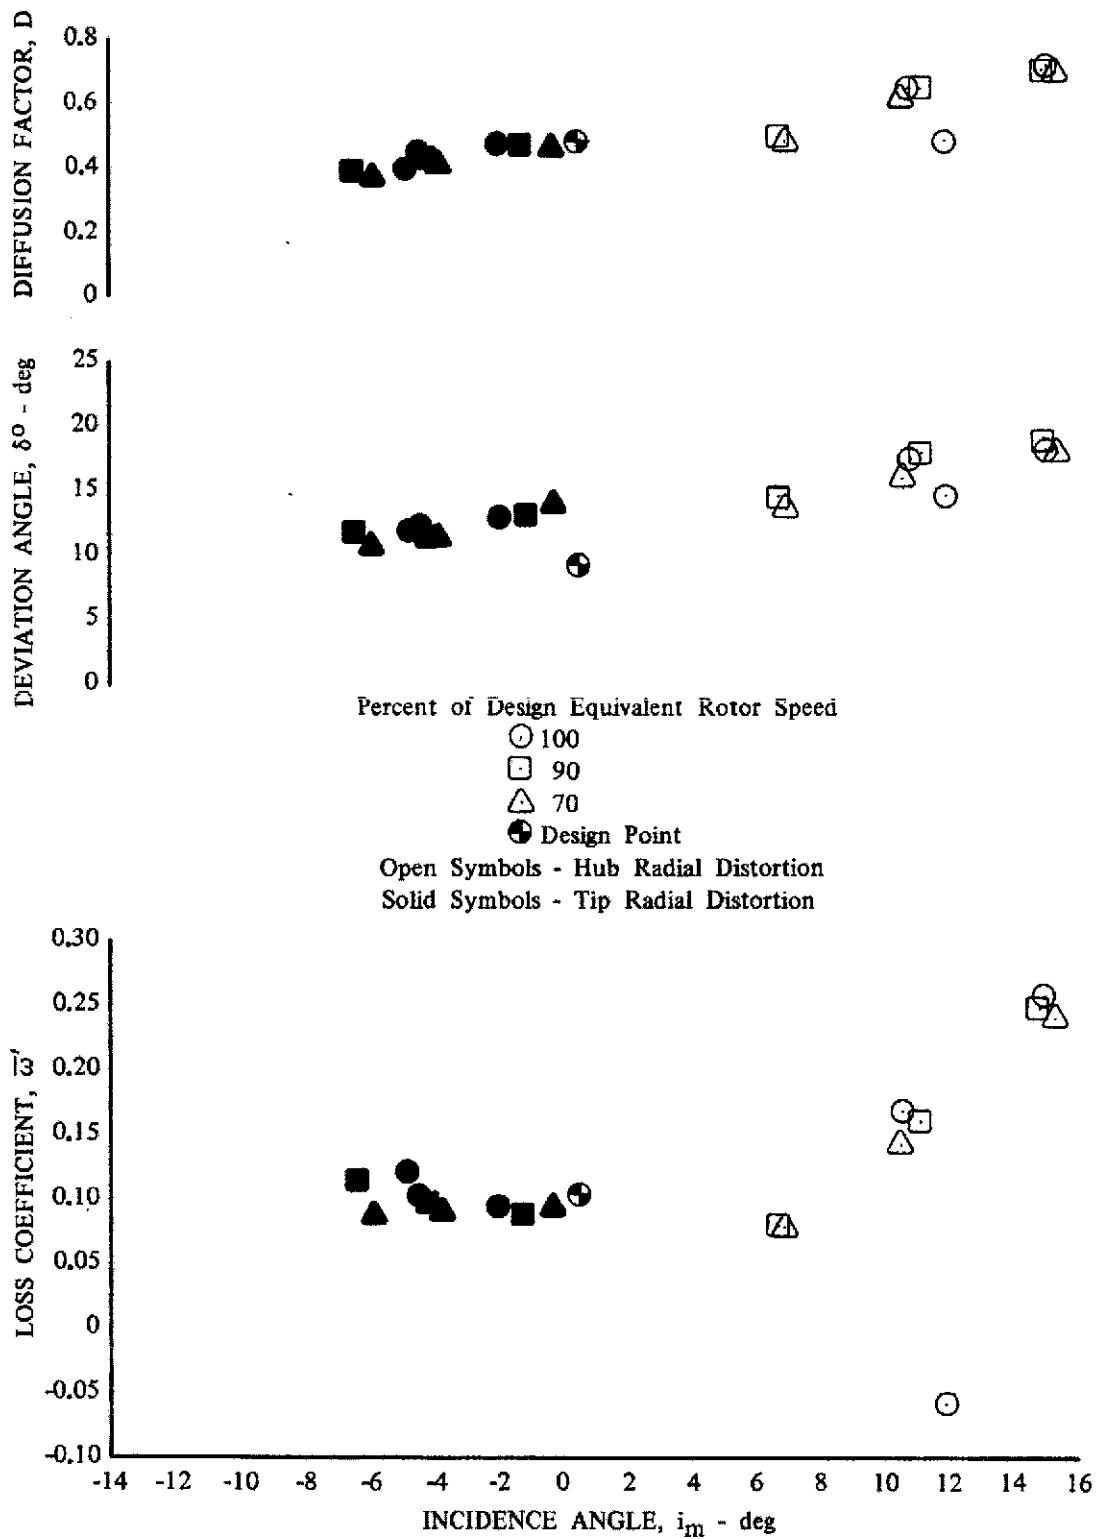 DIFFUSION FACTOR, D
0.8
0.6
0.4
0.2
0
DEVIATION ANGLE, δ° - deg
25
20
15
10
5
0
Percent of Design Equivalent Rotor Speed
100
90
70
Design Point
Open Symbols - Hub Radial Distortion
Solid Symbols - Tip Radial Distortion
LOSS COEFFICIENT, ω̅′
0.30
0.25
0.20
0.15
0.10
0.05
0
-0.05
-0.10
-14 -12 -10 -8 -6 -4 -2 0 2 4 6 8 10 12 14 16
INCIDENCE ANGLE, im - deg